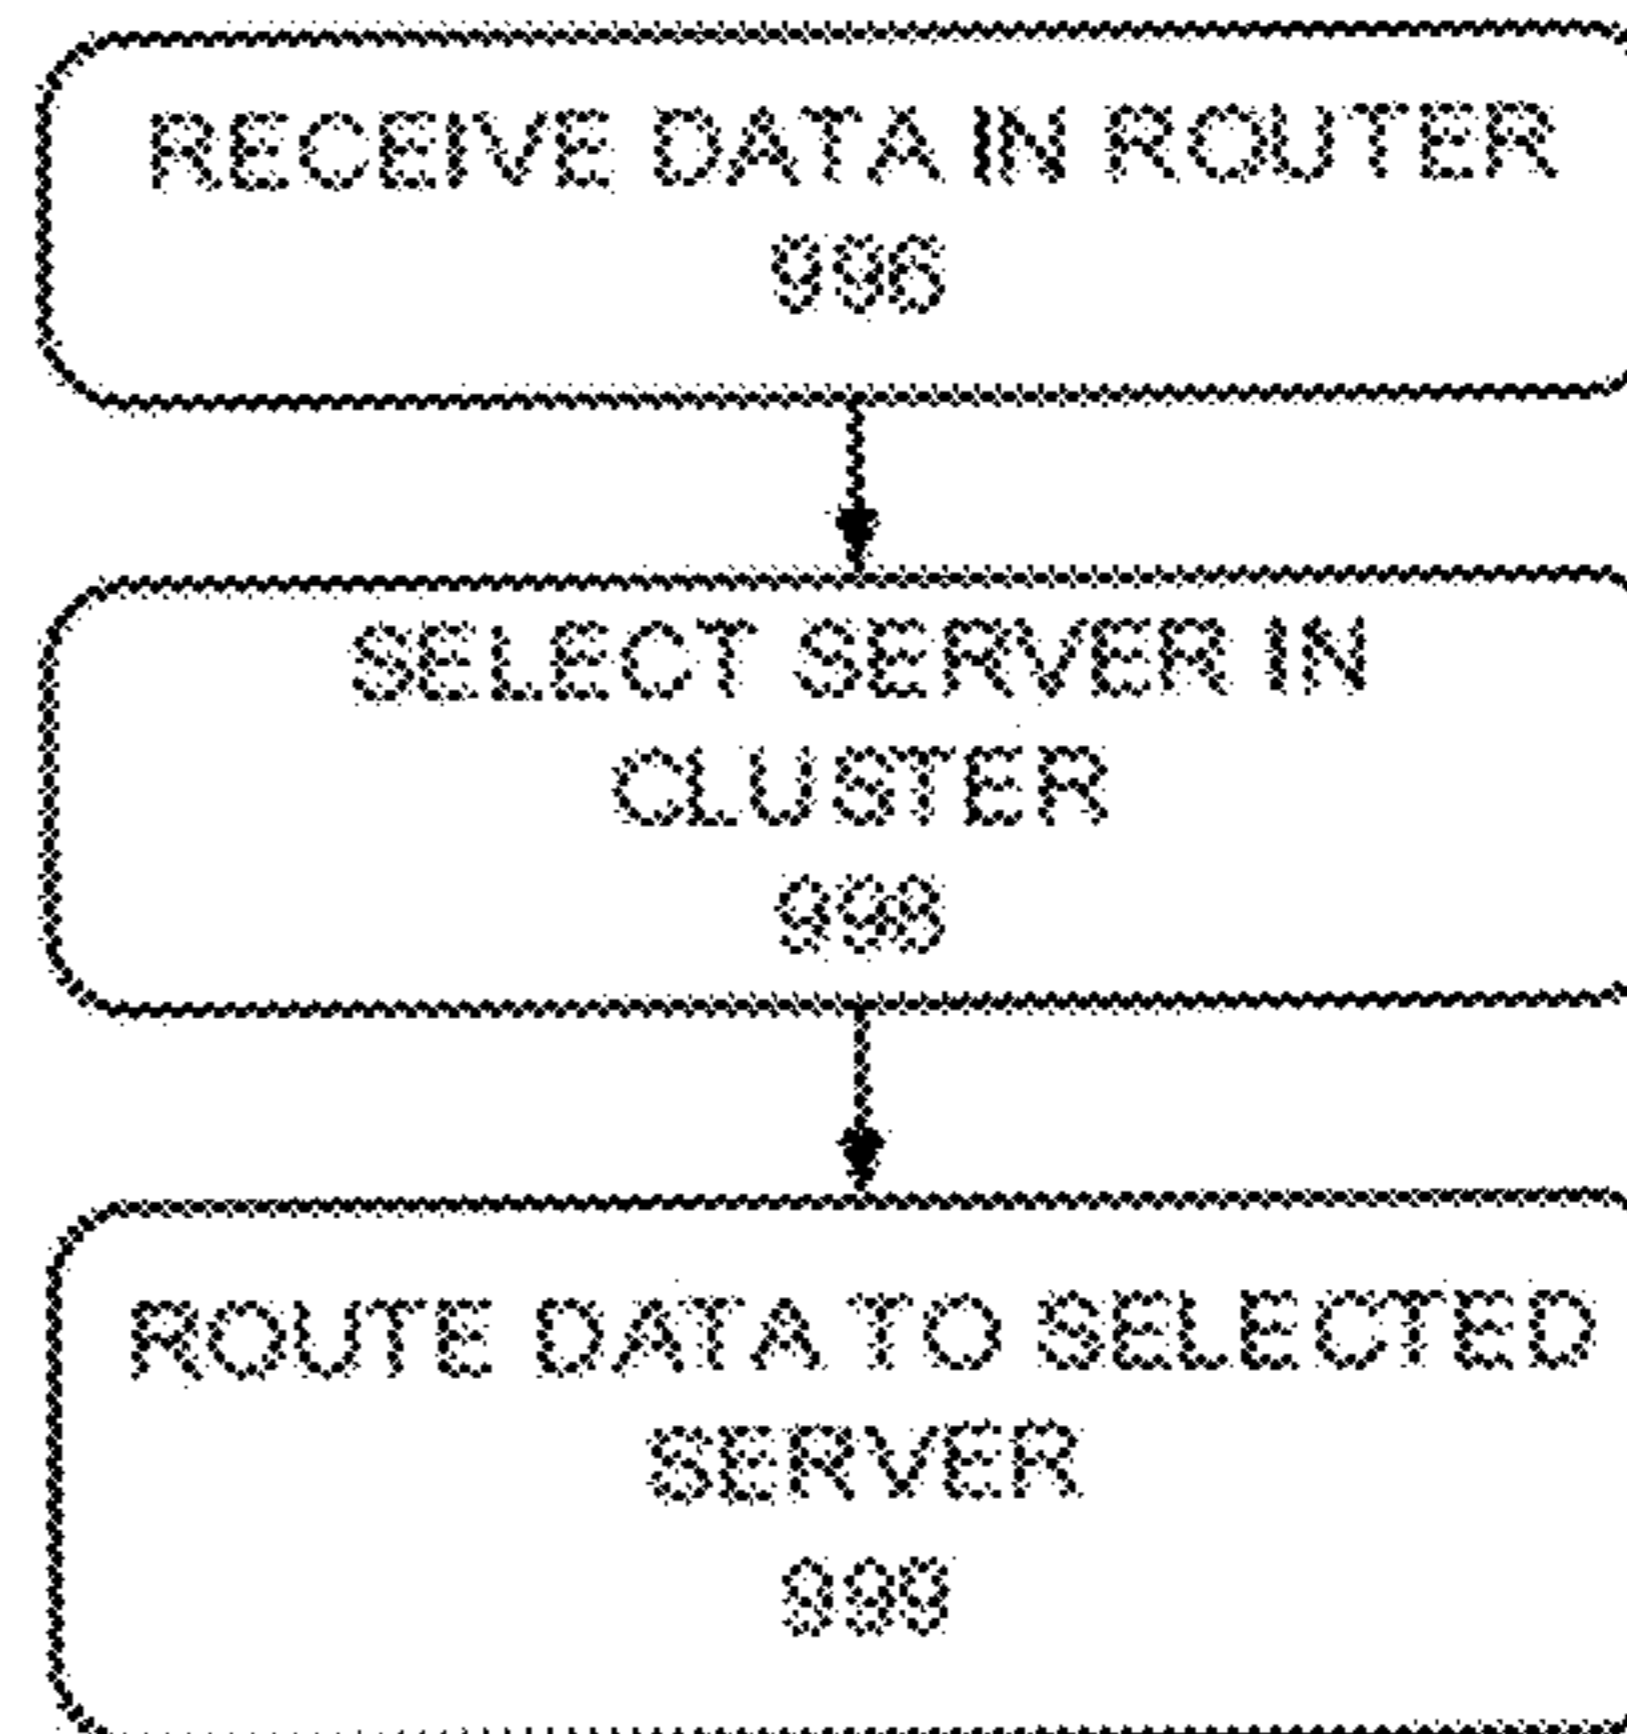 RECEIVE DATA IN ROUTER
996
SELECT SERVER IN
CLUSTER
998
ROUTE DATA TO SELECTED
SERVER
999